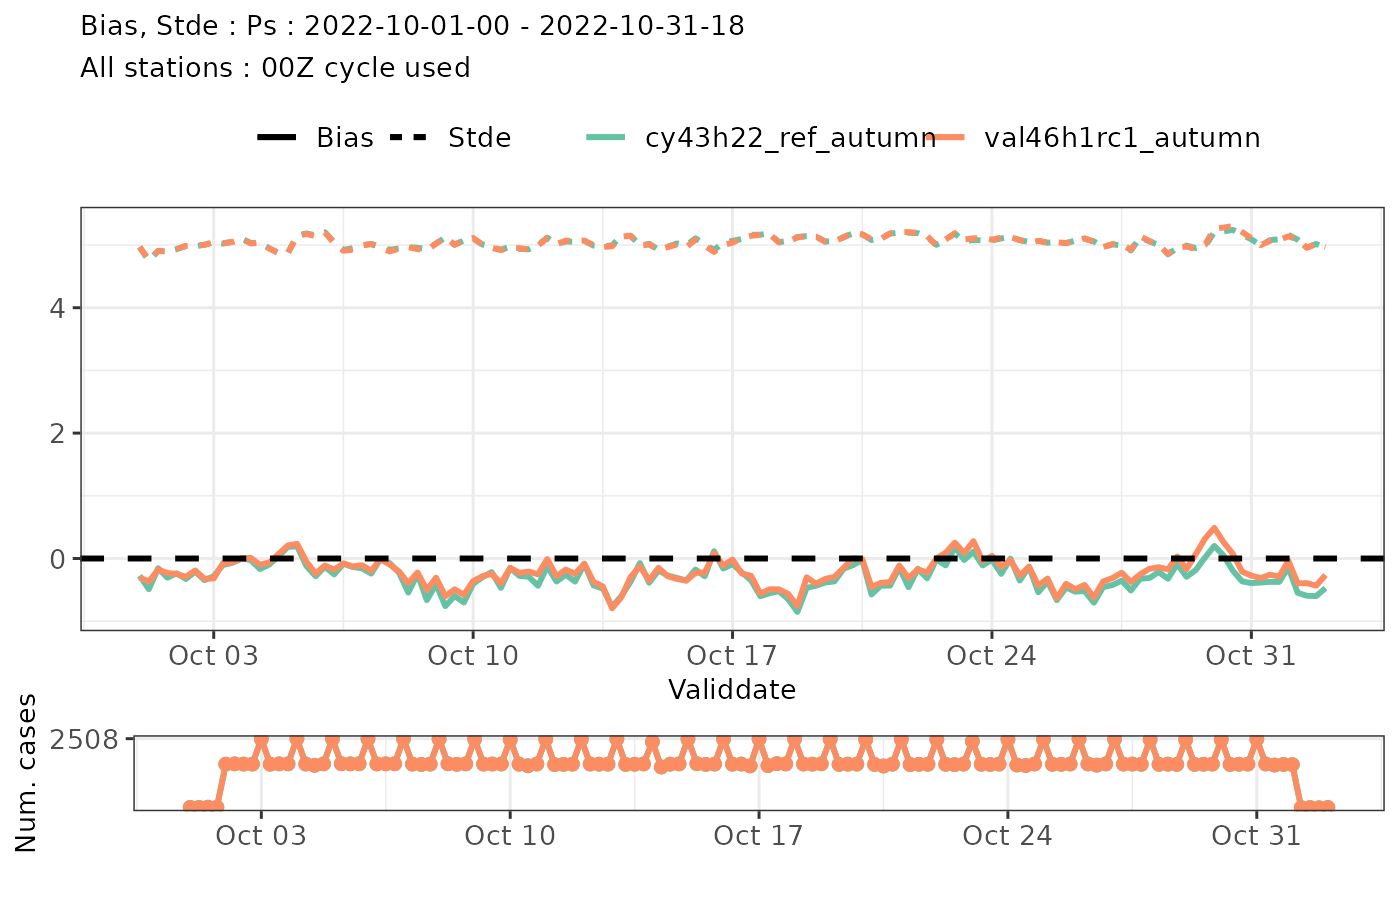 Bias, Stde : Ps : 2022-10-01-00 - 2022-10-31-18
All stations : 00Z cycle used
Bias Stde cy43h22_ref_autumn val46h1rc1_autumn
4
2
0
Oct 03 Oct 10 Oct 17 Oct 24 Oct 31
Validdate
Num. cases
2508
Oct 03 Oct 10 Oct 17 Oct 24 Oct 31